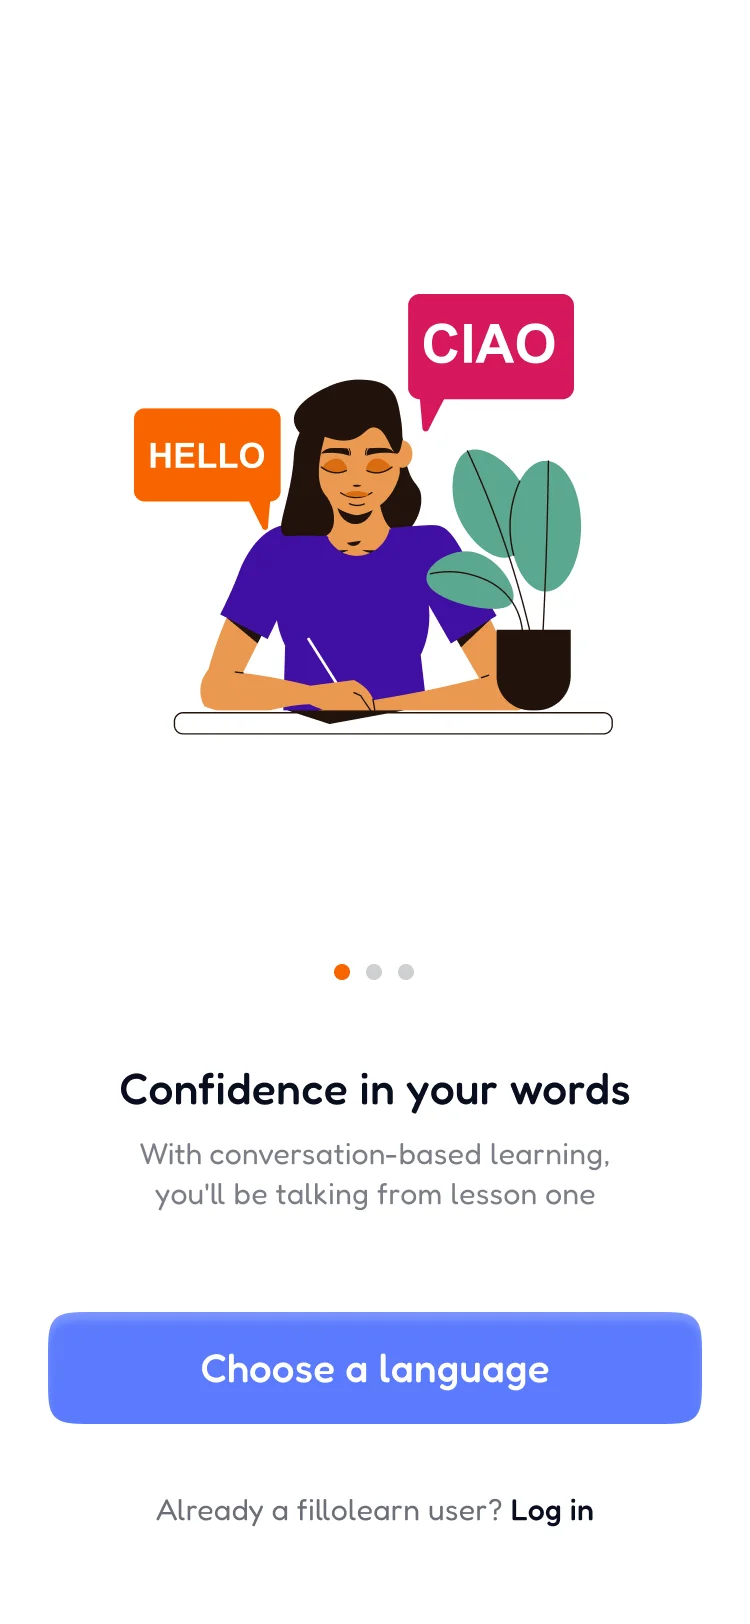 CIAO
HELLO
Confidence in your words
With conversation-based learning,
you'll be talking from lesson one
Choose a language
Already a fillolearn user? Log in